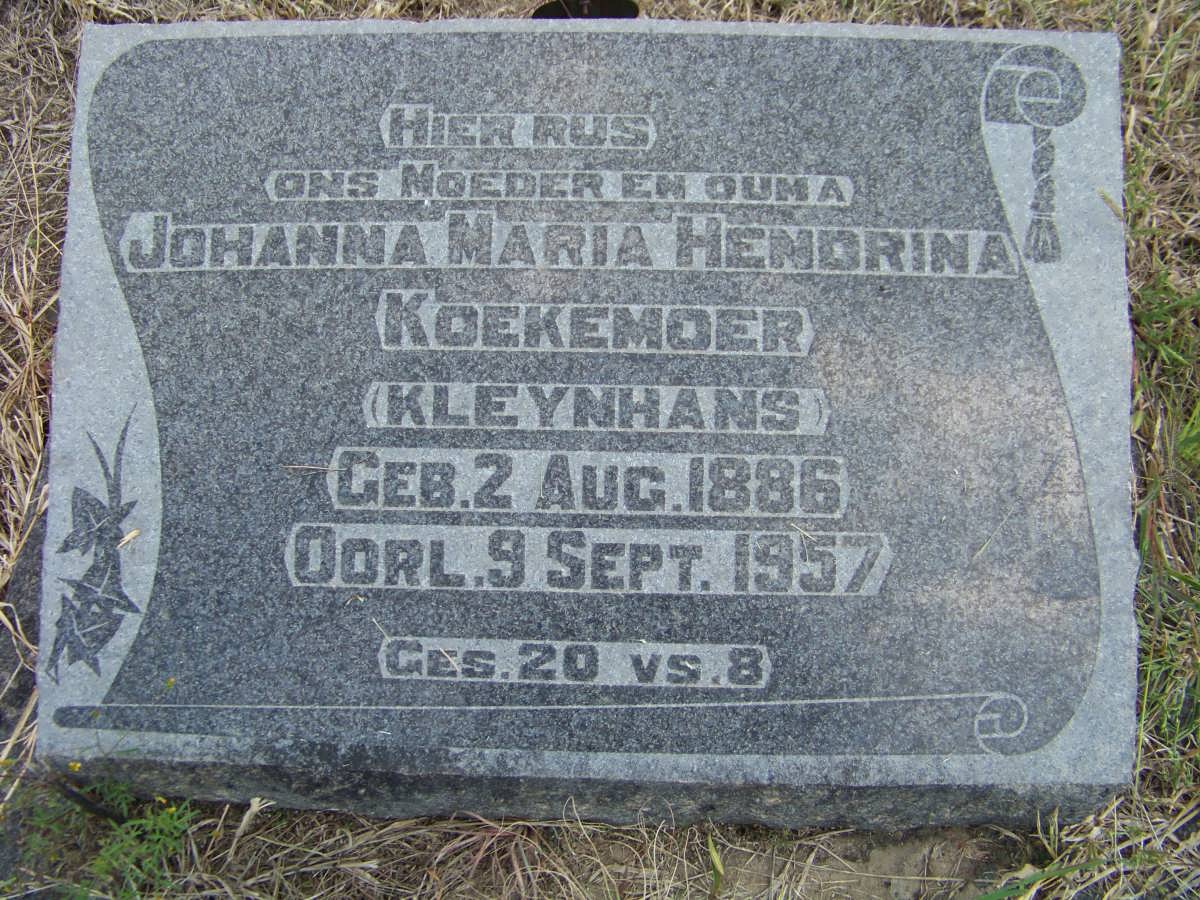 HIER RUS
ONS MOEDER EN OUMA
JOHANNA MARIA HENDRINA
KOEKEMOER
(KLEYNHANS)
GEB. 2 AUG. 1886
OORL. 9 SEPT. 1957
GES. 20 VS. 8